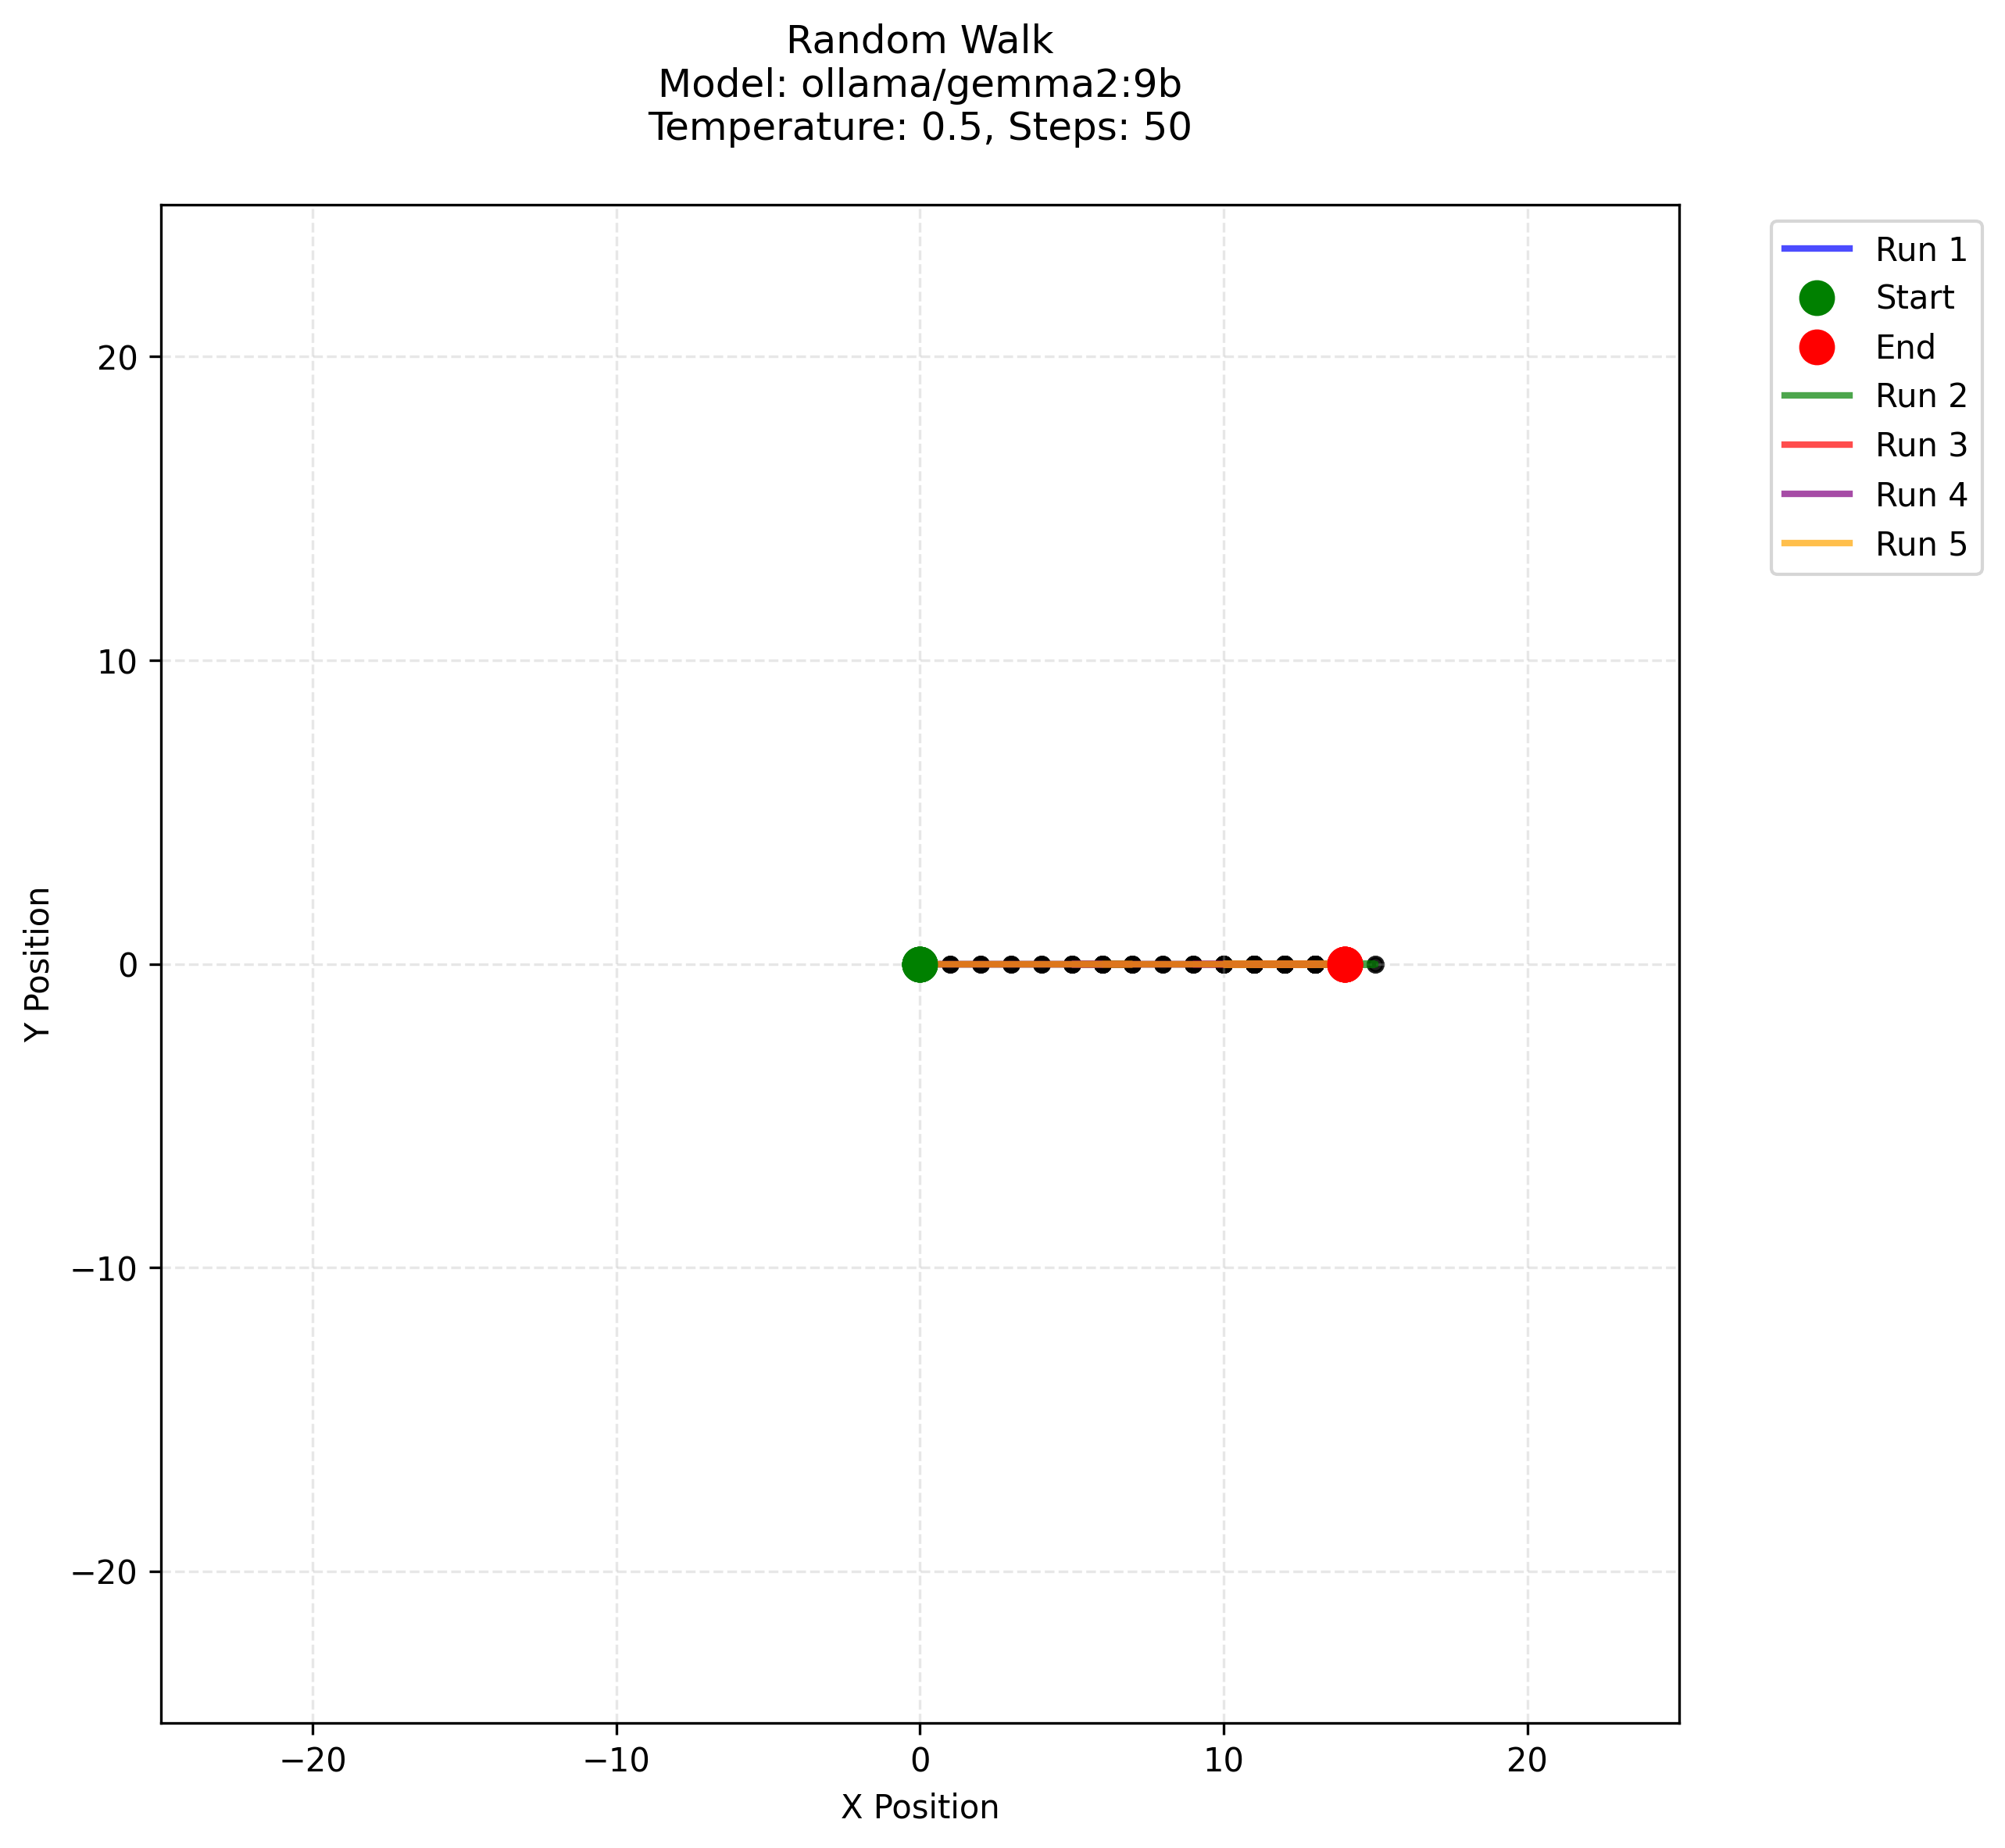 Random Walk
Model: ollama/gemma2:9b
Temperature: 0.5, Steps: 50
Run 1
Start
End
Run 2
Run 3
Run 4
Run 5
20
10
0
−10
−20
Y Position
−20
−10
0
10
20
X Position